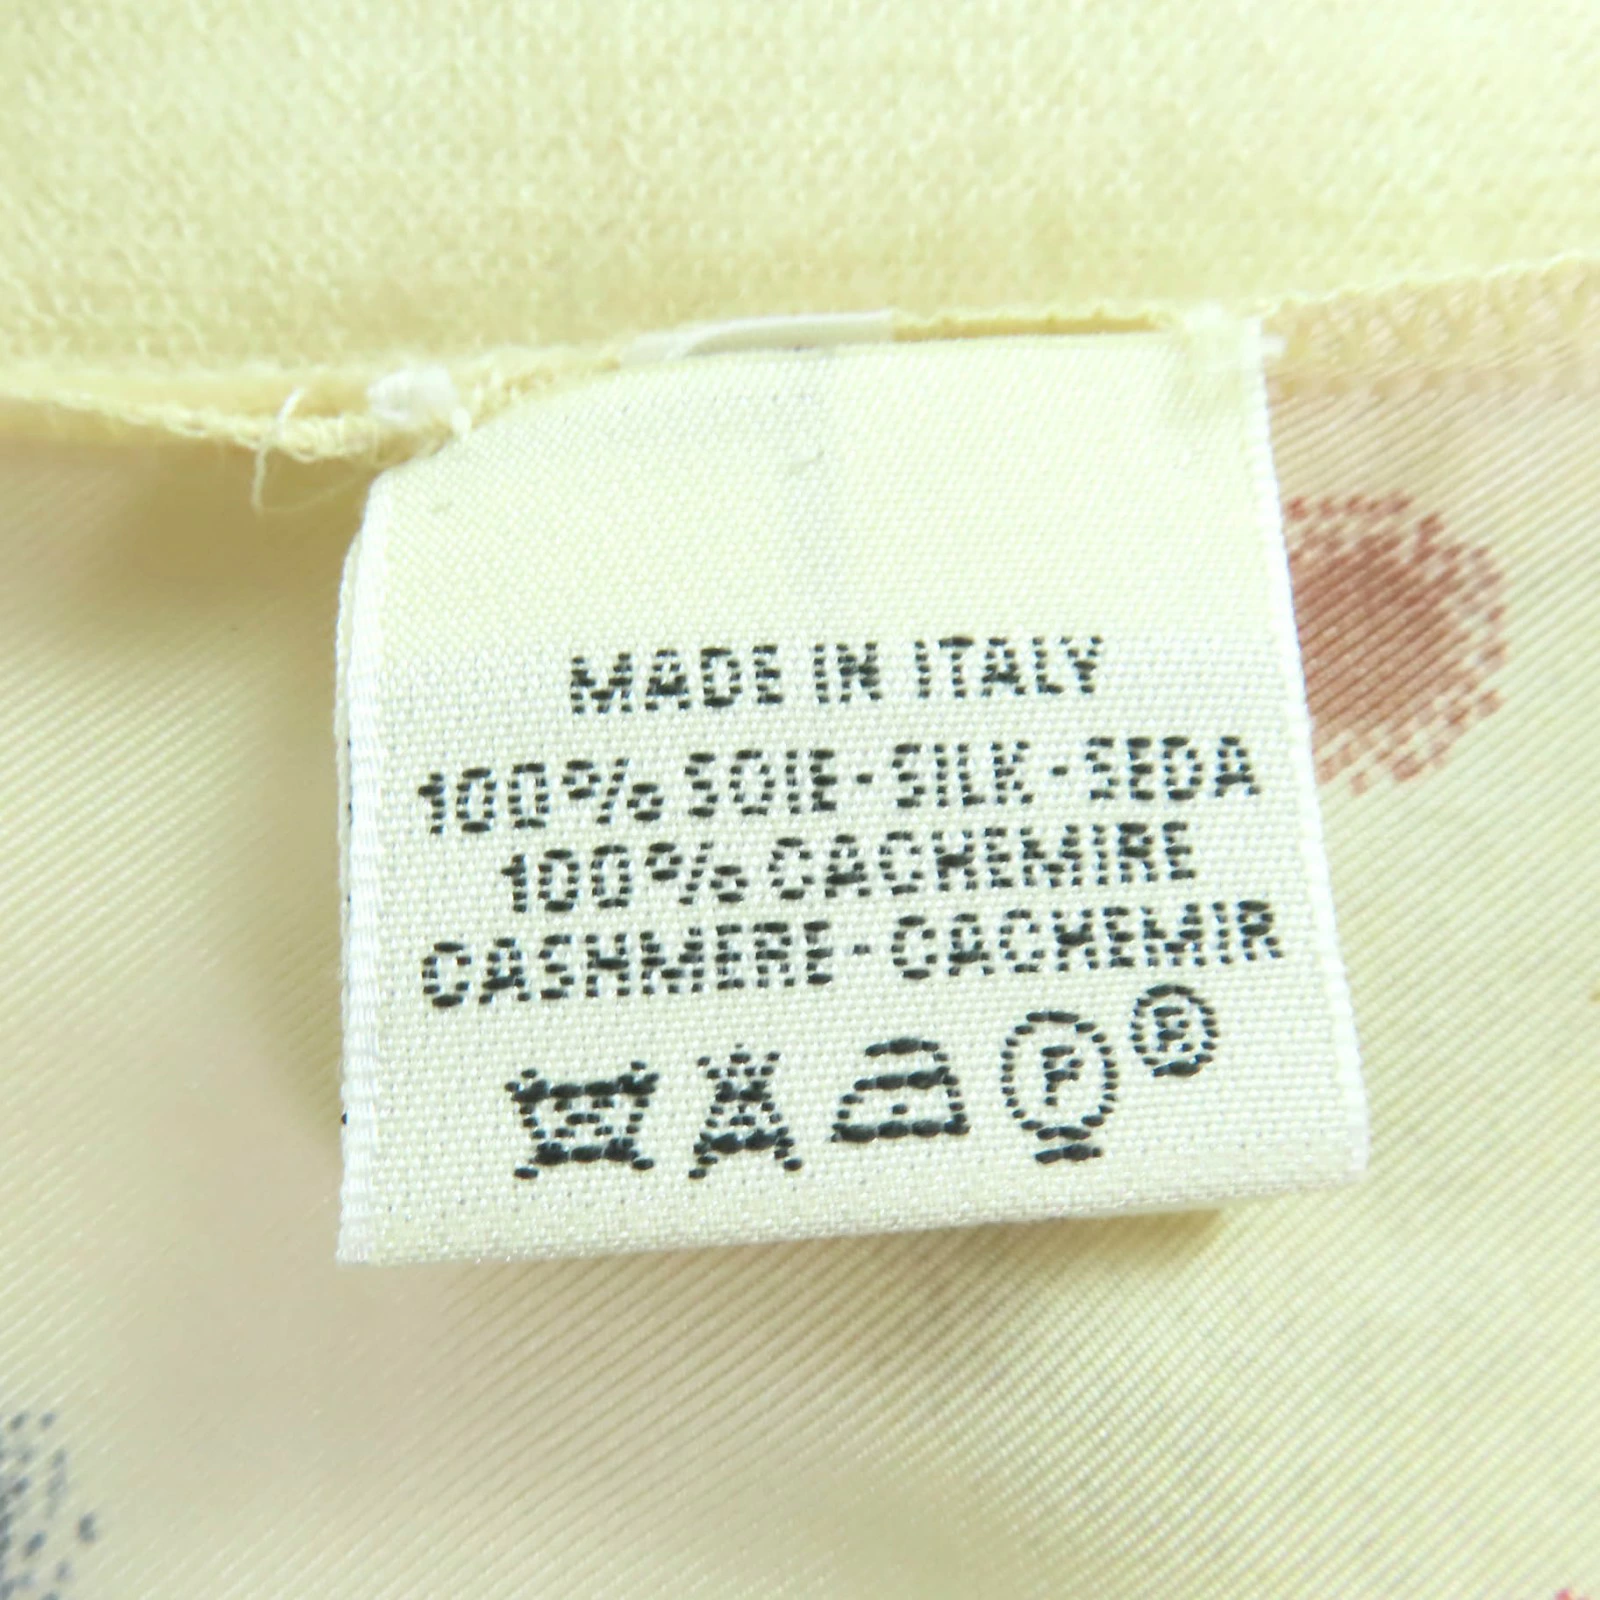 MADE IN ITALY
100% SOIE - SILK - SEDA
100% CACHEMIRE
CASHMERE - CACHEMIR
P ®